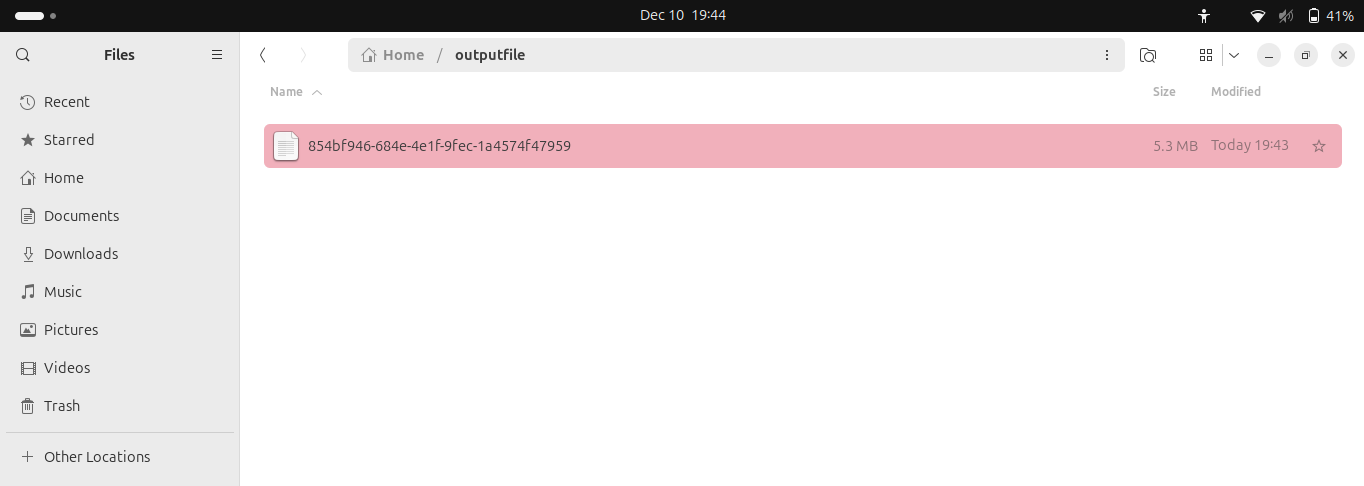 Dec 10 19:44
41%
Files
Home / outputfile
Name
Size
Modified
Recent
Starred
Home
Documents
Downloads
Music
Pictures
Videos
Trash
Other Locations
854bf946-684e-4e1f-9fec-1a4574f47959
5.3 MB
Today 19:43